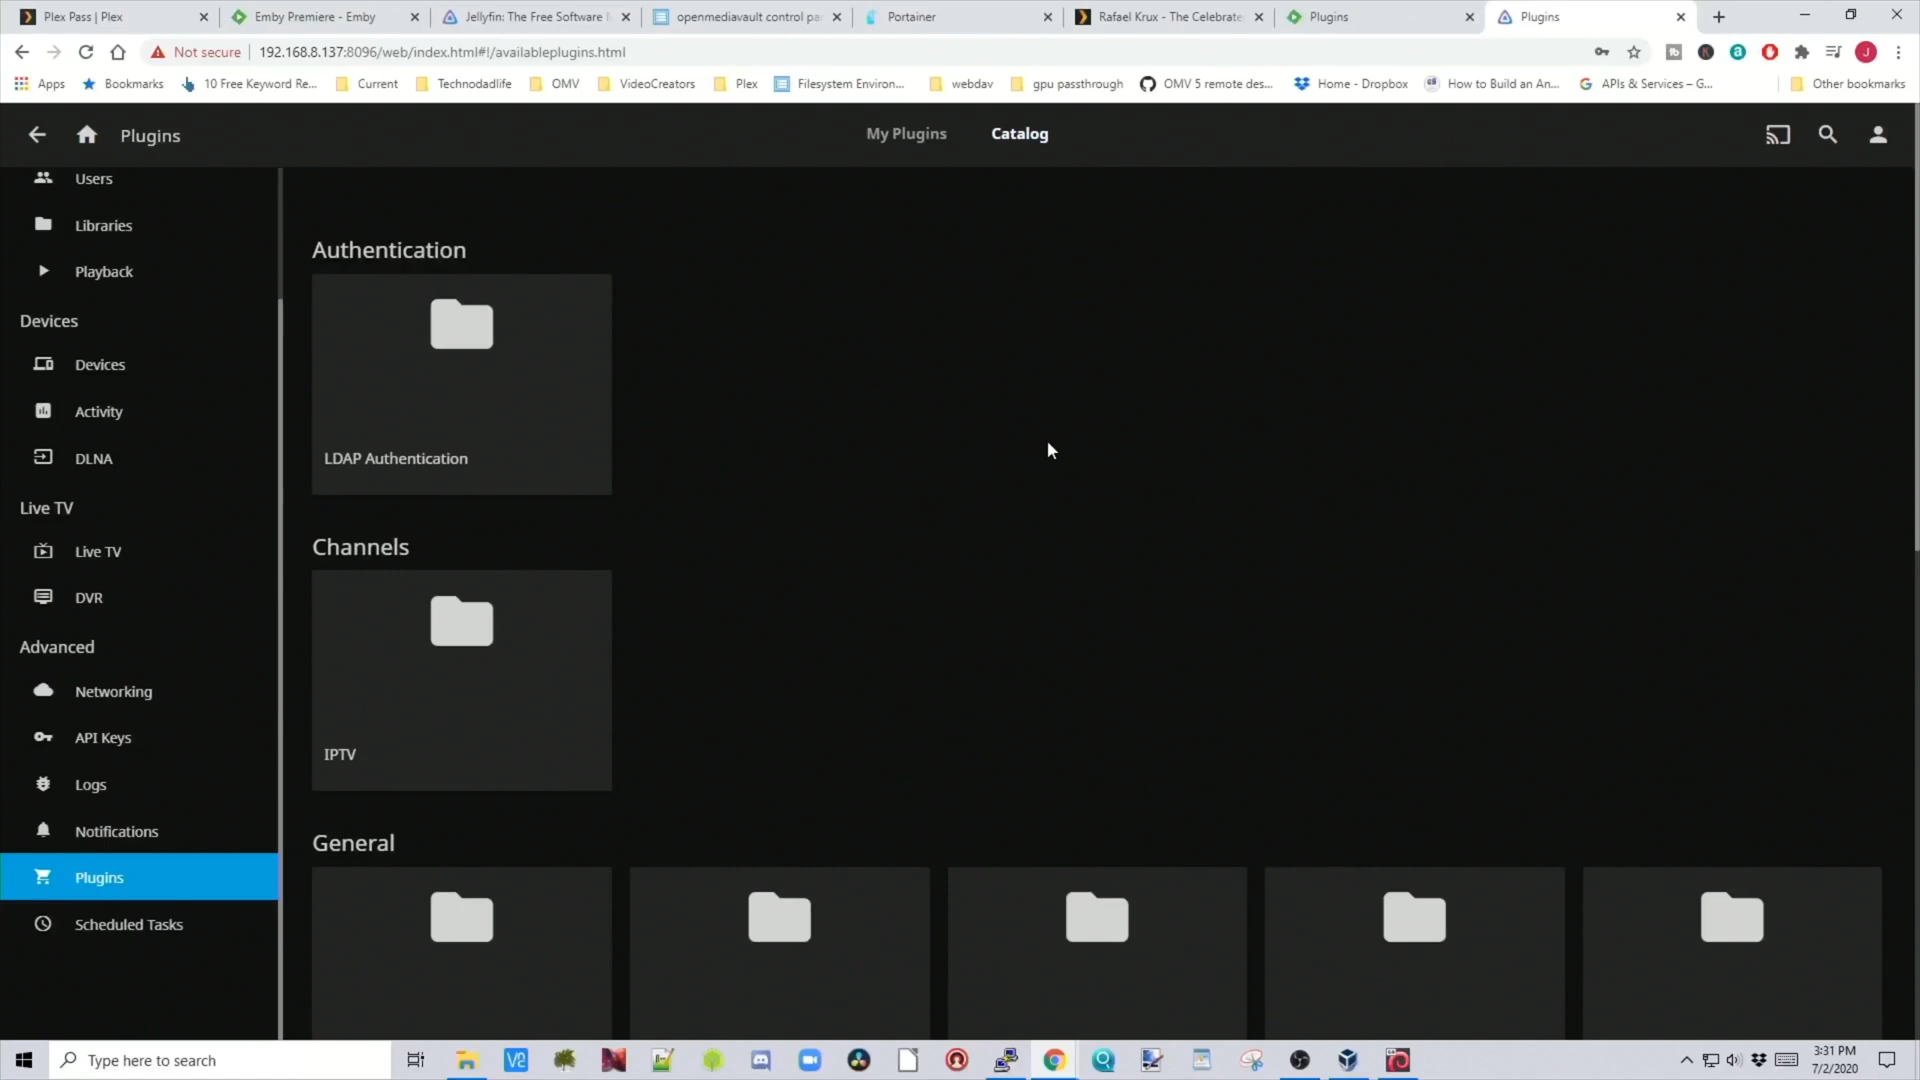 Plex Pass | Plex
Emby Premiere - Emby
Jellyfin: The Free Software
openmediavault control pa
Portainer
Rafael Krux - The Celebrate
Plugins
Plugins
Not secure
192.168.8.137:8096/web/index.html#!/availableplugins.html
Apps
Bookmarks
10 Free Keyword Re...
Current
Technodadlife
OMV
VideoCreators
Plex
Filesystem Environ...
webdav
gpu passthrough
OMV 5 remote des...
Home - Dropbox
How to Build an An...
APIs & Services – G...
Other bookmarks
Plugins
My Plugins
Catalog
Users
Libraries
Playback
Devices
Devices
Activity
DLNA
Live TV
Live TV
DVR
Advanced
Networking
API Keys
Logs
Notifications
Plugins
Scheduled Tasks
Authentication
LDAP Authentication
Channels
IPTV
General
Type here to search
3:31 PM
7/2/2020